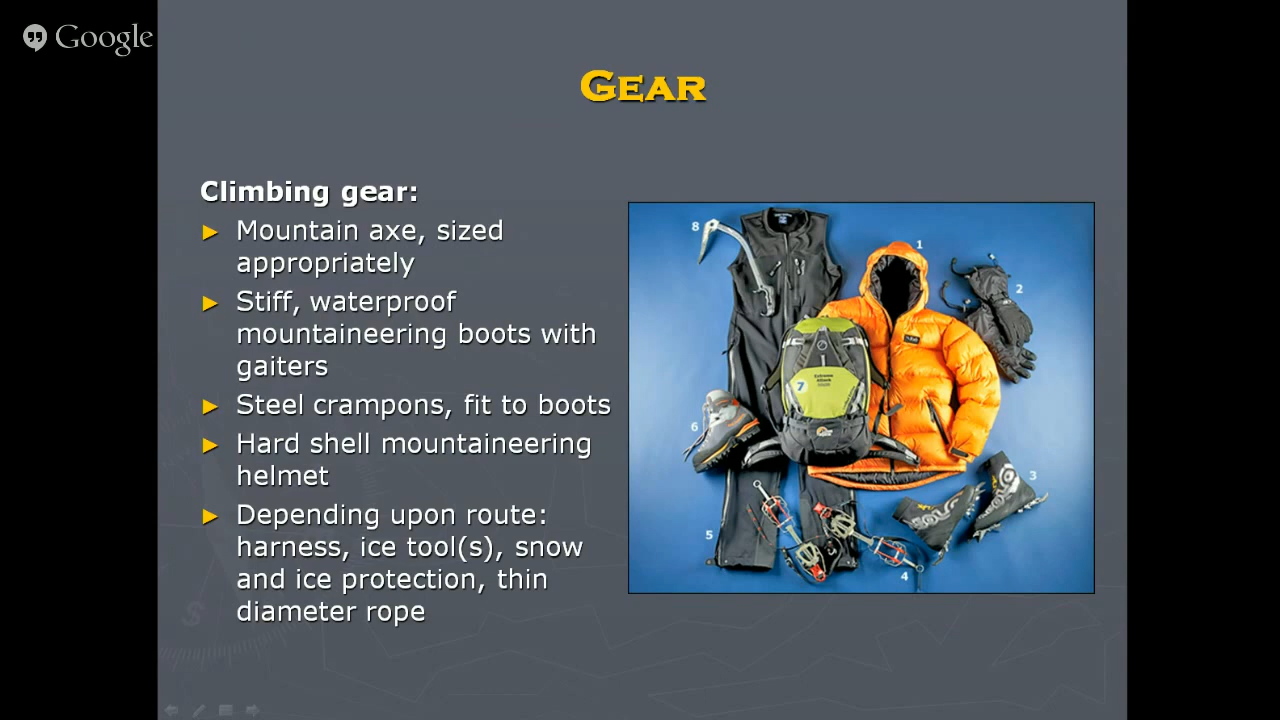 Google
GEAR
Climbing gear:
► Mountain axe, sized
appropriately
► Stiff, waterproof
mountaineering boots with
gaiters
► Steel crampons, fit to boots
► Hard shell mountaineering
helmet
► Depending upon route:
harness, ice tool(s), snow
and ice protection, thin
diameter rope
8
1
2
7
6
3
5
4
S